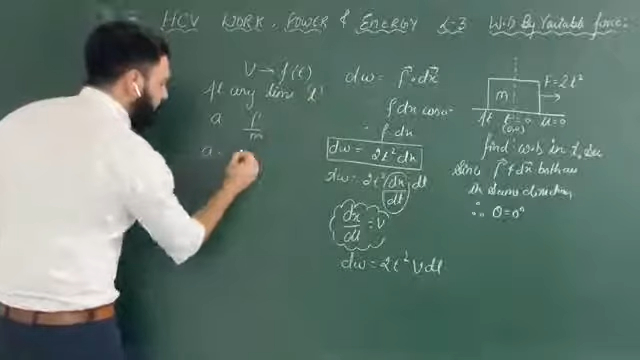 HCV WORK, POWER & ENERGY L-3 W.D By Variable force:
V → f(t)
At any time t
a F/m
a =
dw = F · dx
F dx cos0°
F dx
dw = 2t² dx
dw = 2t² (dx/dt) dt
dx/dt = V
dw = 2t² V dt
m
F = 2t²
At t=0 μ=0
find: W.D in t₀ sec
Since F & dx both are
in same direction
∴ θ = 0°